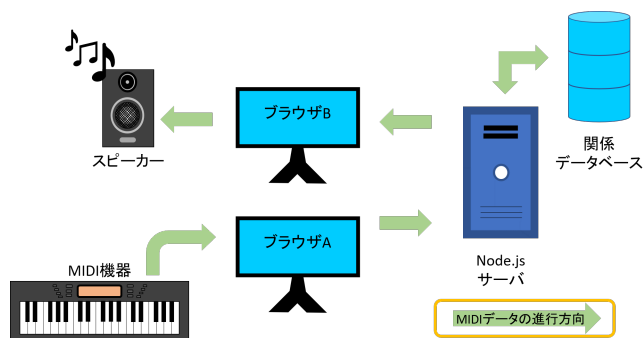 ブラウザB
スピーカー
関係
データベース
ブラウザA
MIDI機器
Node.js
サーバ
MIDIデータの進行方向